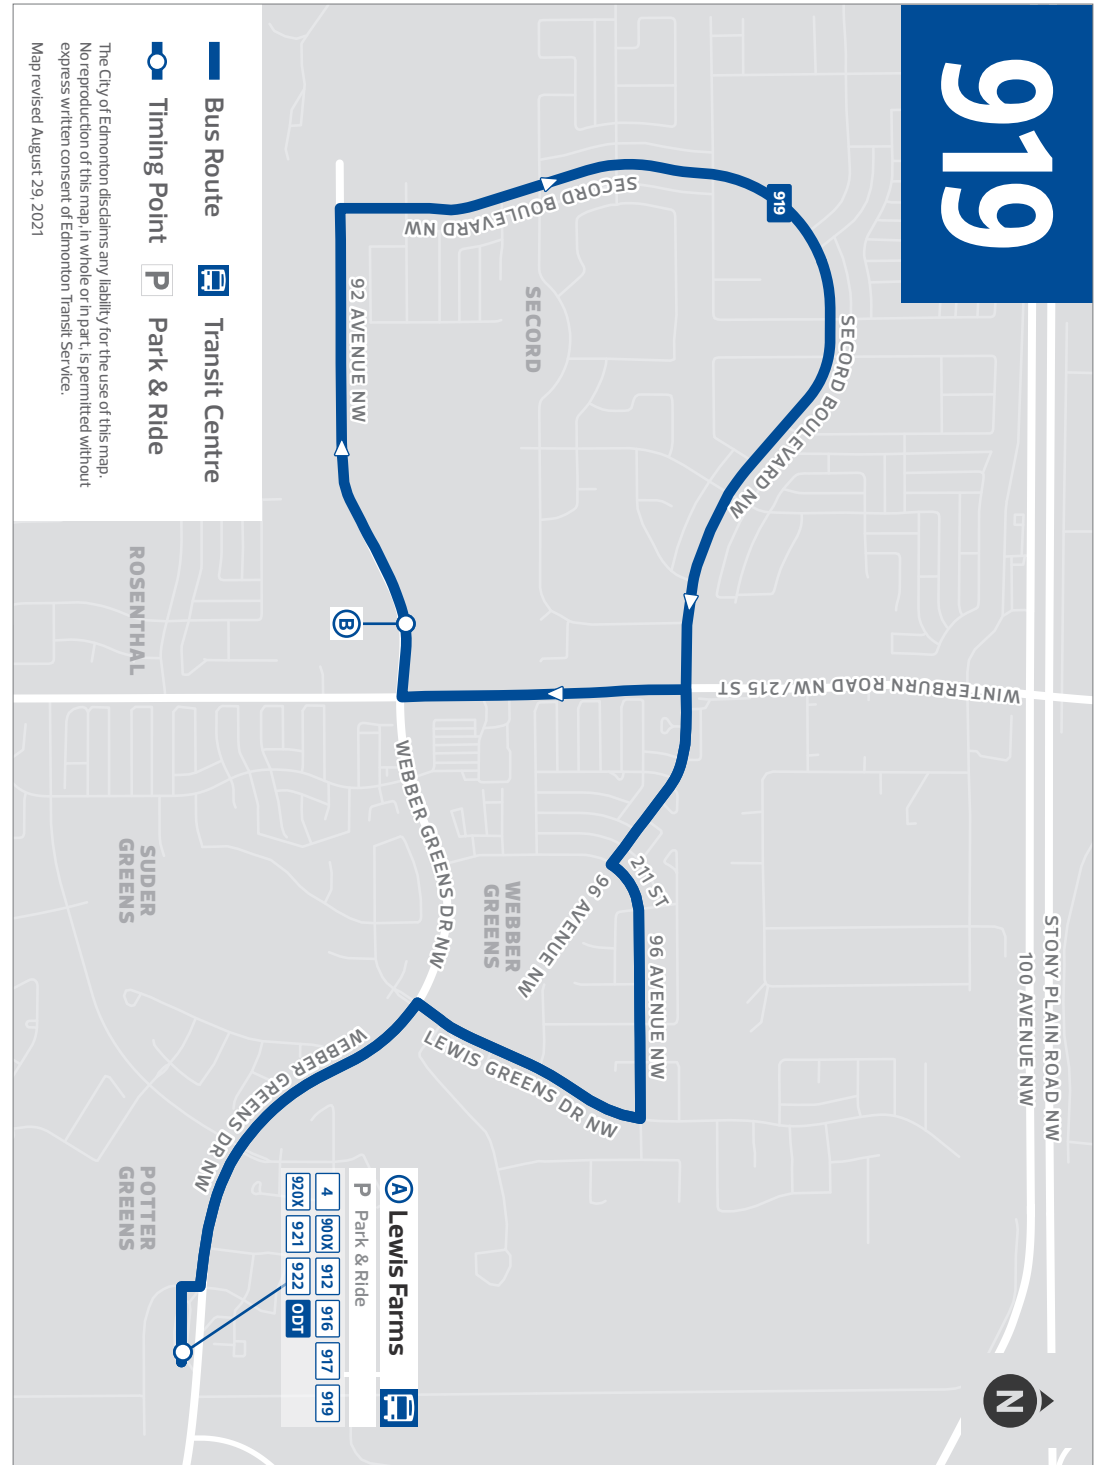 919
Bus Route
Timing Point
Transit Centre
P Park & Ride
The City of Edmonton disclaims any liability for the use of this map.
No reproduction of this map, in whole or in part, is permitted without
express written consent of Edmonton Transit Service.
Map revised August 29, 2021
919
SECORD BOULEVARD NW
SECORD BOULEVARD NW
92 AVENUE NW
SECORD
B
ROSENTHAL
WINTERBURN ROAD NW/215 ST
WEBBER GREENS DR NW
SUDER
GREENS
WEBBER
GREENS
211 ST
96 AVENUE NW
96 AVENUE NW
STONY PLAIN ROAD NW
100 AVENUE NW
LEWIS GREENS DR NW
WEBBER GREENS DR NW
POTTER
GREENS
A Lewis Farms
P Park & Ride
4 900X 912 916 917 919
920X 921 922 ODT
N